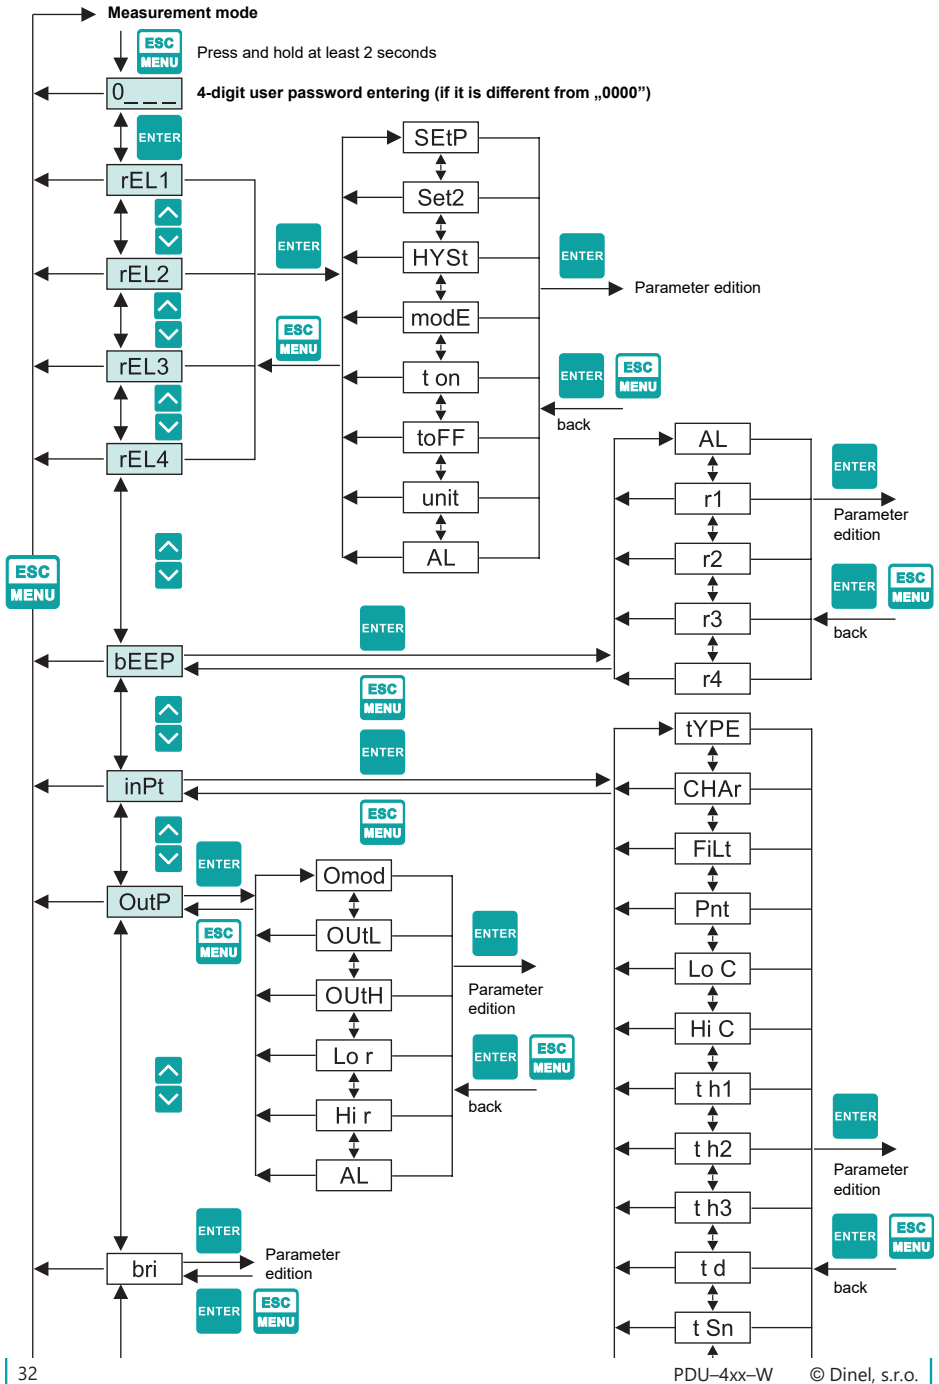 Measurement mode
ESC
MENU
Press and hold at least 2 seconds
0_ _ _
4-digit user password entering (if it is different from „0000”)
ENTER
rEL1
rEL2
rEL3
rEL4
ENTER
ESC
MENU
SEtP
Set2
HYSt
modE
t on
toFF
unit
AL
ENTER
Parameter edition
ENTER
ESC
MENU
back
ESC
MENU
bEEP
ENTER
ESC
MENU
AL
r1
r2
r3
r4
ENTER
Parameter
edition
ENTER
ESC
MENU
back
inPt
ENTER
ESC
MENU
tYPE
CHAr
FiLt
Pnt
Lo C
Hi C
t h1
t h2
t h3
t d
t Sn
ENTER
Parameter
edition
ENTER
ESC
MENU
back
OutP
ENTER
ESC
MENU
Omod
OUtL
OUtH
Lo r
Hi r
AL
ENTER
Parameter
edition
ENTER
ESC
MENU
back
bri
ENTER
Parameter
edition
ENTER
ESC
MENU
32
PDU–4xx–W
© Dinel, s.r.o.